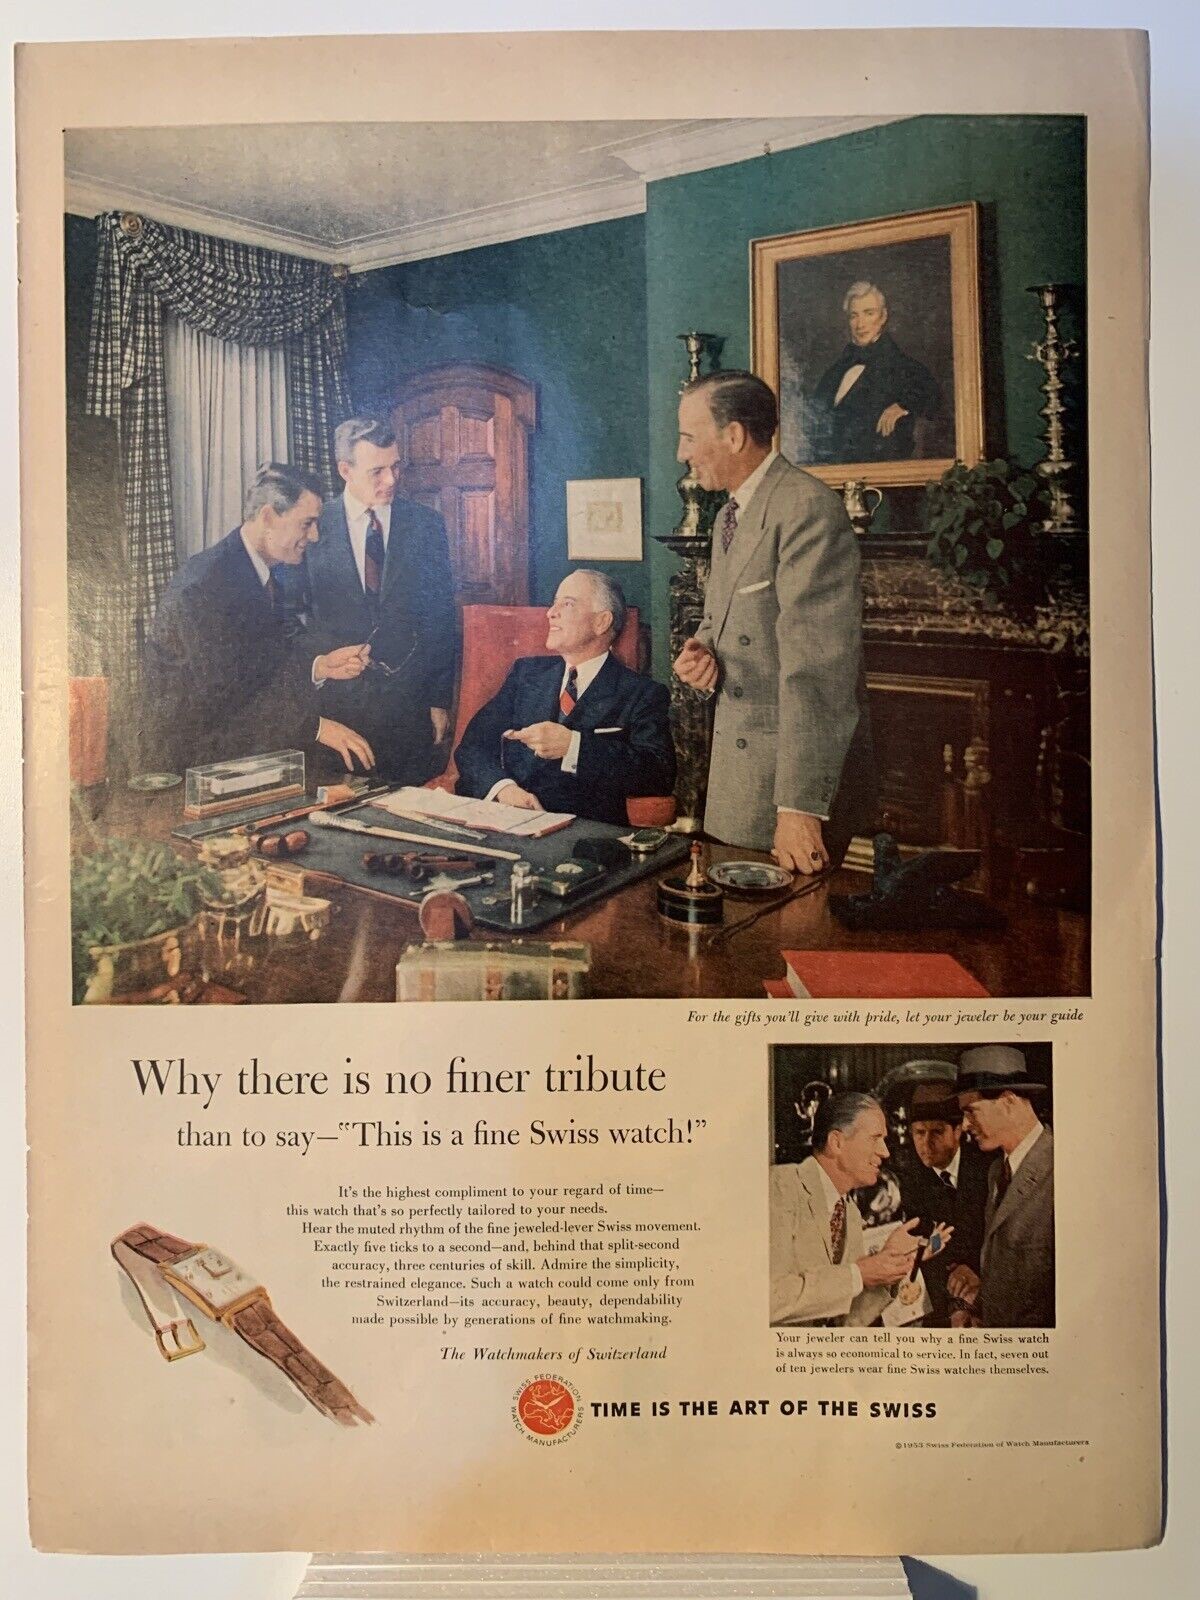 For the gifts you'll give with pride, let your jeweler be your guide
Why there is no finer tribute
than to say—“This is a fine Swiss watch!”
It's the highest compliment to your regard of time—
this watch that's so perfectly tailored to your needs.
Hear the muted rhythm of the fine jeweled-lever Swiss movement.
Exactly five ticks to a second—and, behind that split-second
accuracy, three centuries of skill. Admire the simplicity,
the restrained elegance. Such a watch could come only from
Switzerland—its accuracy, beauty, dependability
made possible by generations of fine watchmaking.
The Watchmakers of Switzerland
Your jeweler can tell you why a fine Swiss watch
is always so economical to service. In fact, seven out
of ten jewelers wear fine Swiss watches themselves.
SWISS FEDERATION
WATCH MANUFACTURERS
TIME IS THE ART OF THE SWISS
©1953 Swiss Federation of Watch Manufacturers